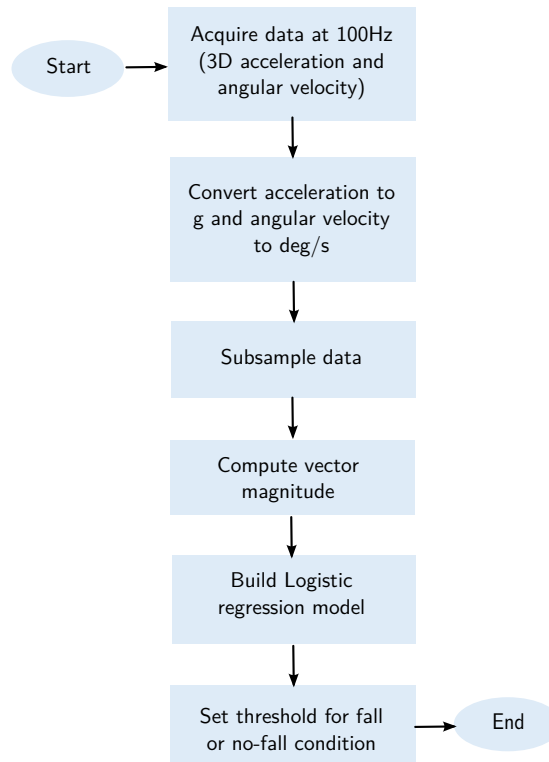 Start
Acquire data at 100Hz
(3D acceleration and
angular velocity)
Convert acceleration to
g and angular velocity
to deg/s
Subsample data
Compute vector
magnitude
Build Logistic
regression model
Set threshold for fall
or no-fall condition
End